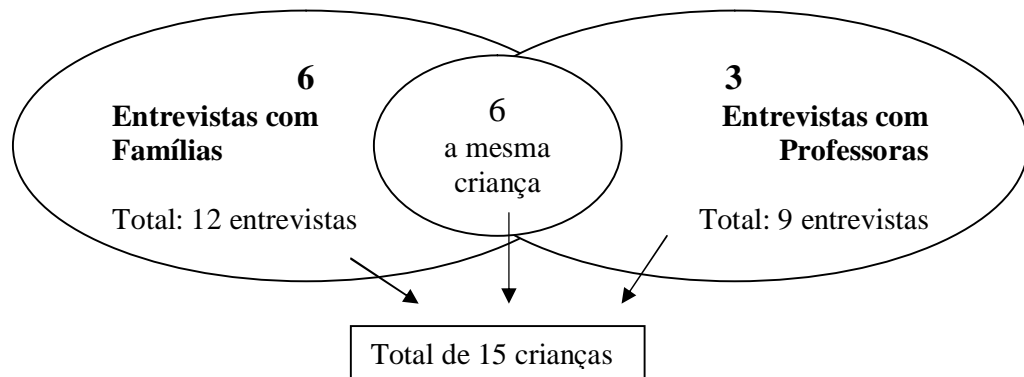 6
Entrevistas com
Famílias
Total: 12 entrevistas
6
a mesma
criança
3
Entrevistas com
Professoras
Total: 9 entrevistas
Total de 15 crianças